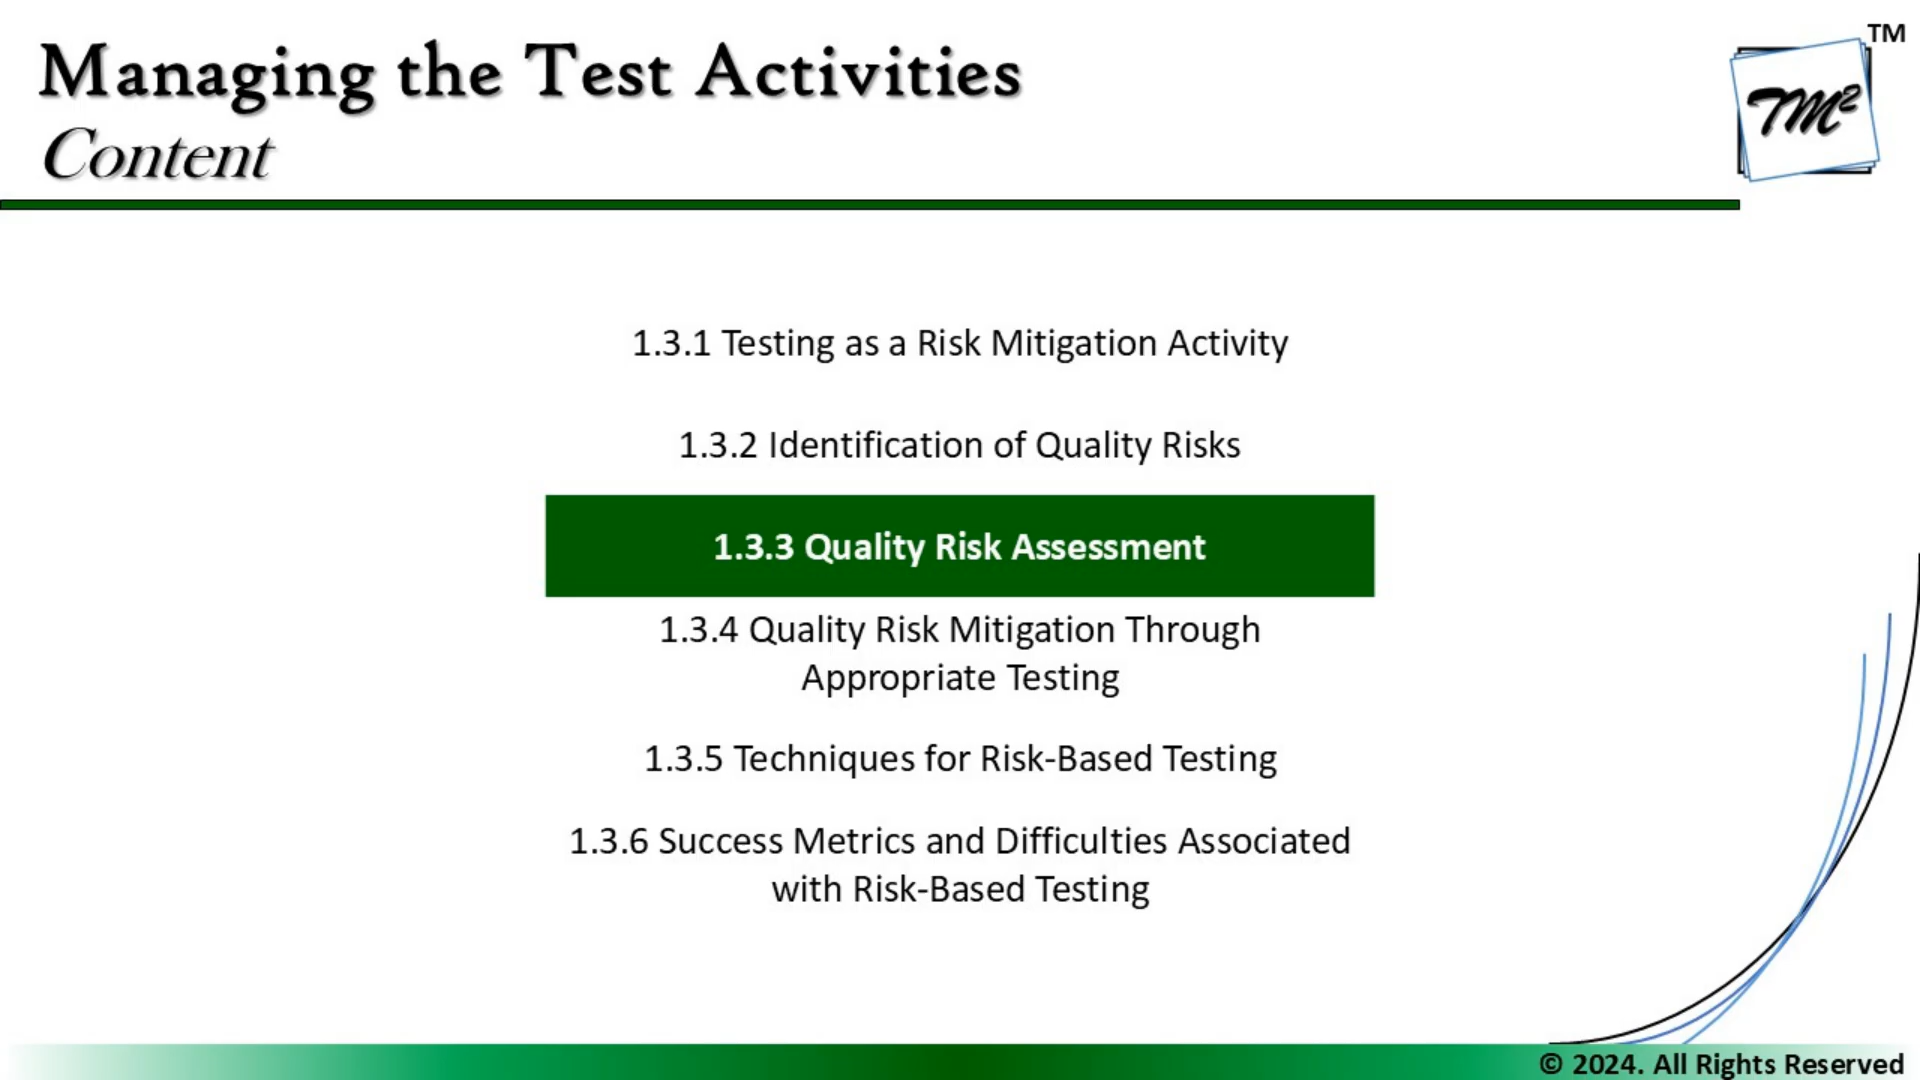 Managing the Test Activities
Content
TM
TM²
1.3.1 Testing as a Risk Mitigation Activity
1.3.2 Identification of Quality Risks
1.3.3 Quality Risk Assessment
1.3.4 Quality Risk Mitigation Through
Appropriate Testing
1.3.5 Techniques for Risk-Based Testing
1.3.6 Success Metrics and Difficulties Associated
with Risk-Based Testing
© 2024. All Rights Reserved